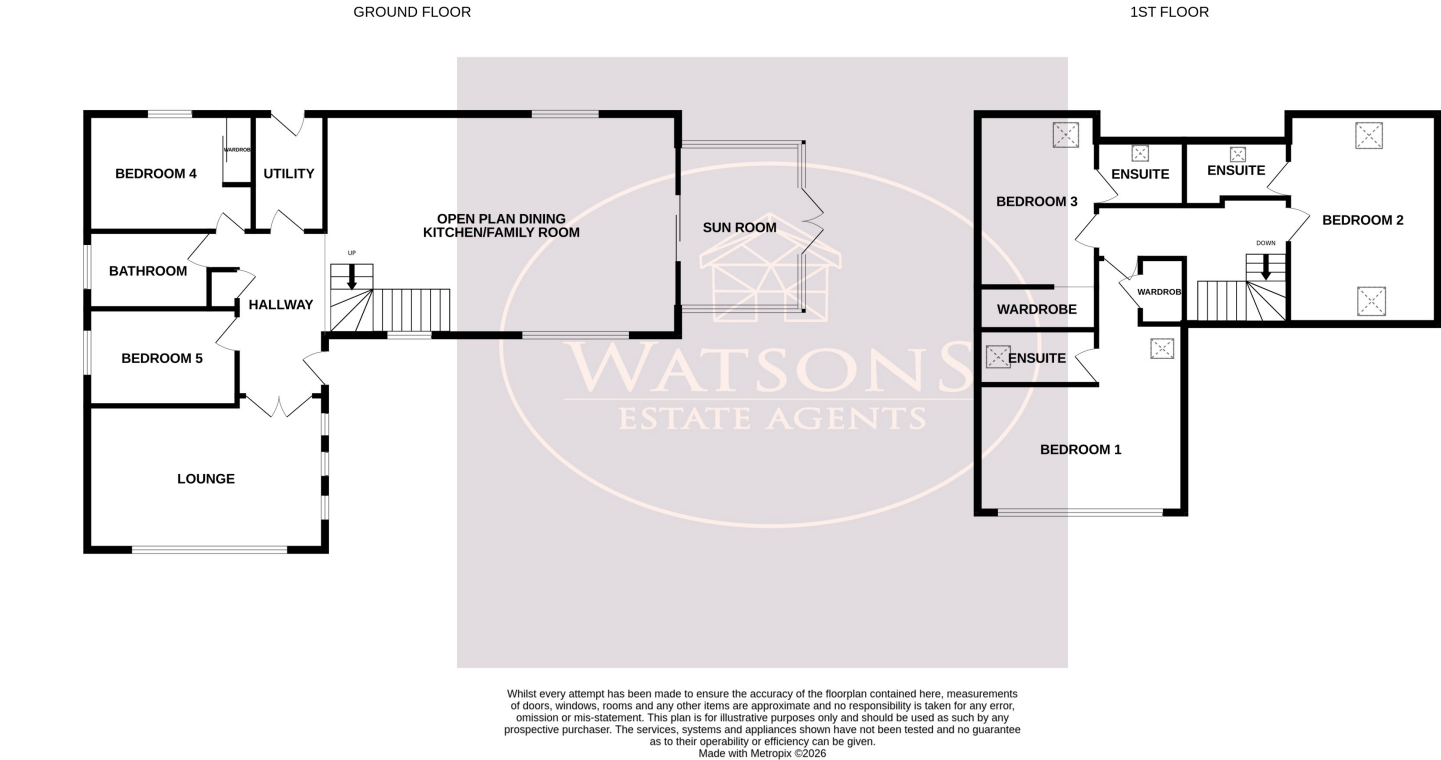 GROUND FLOOR
1ST FLOOR
BEDROOM 4
WARDROB
UTILITY
OPEN PLAN DINING
KITCHEN/FAMILY ROOM
SUN ROOM
BATHROOM
UP
HALLWAY
BEDROOM 5
LOUNGE
BEDROOM 3
ENSUITE
ENSUITE
BEDROOM 2
DOWN
WARDROBE
WARDROB
ENSUITE
BEDROOM 1
WATSONS
ESTATE AGENTS
Whilst every attempt has been made to ensure the accuracy of the floorplan contained here, measurements
of doors, windows, rooms and any other items are approximate and no responsibility is taken for any error,
omission or mis-statement. This plan is for illustrative purposes only and should be used as such by any
prospective purchaser. The services, systems and appliances shown have not been tested and no guarantee
as to their operability or efficiency can be given.
Made with Metropix ©2026